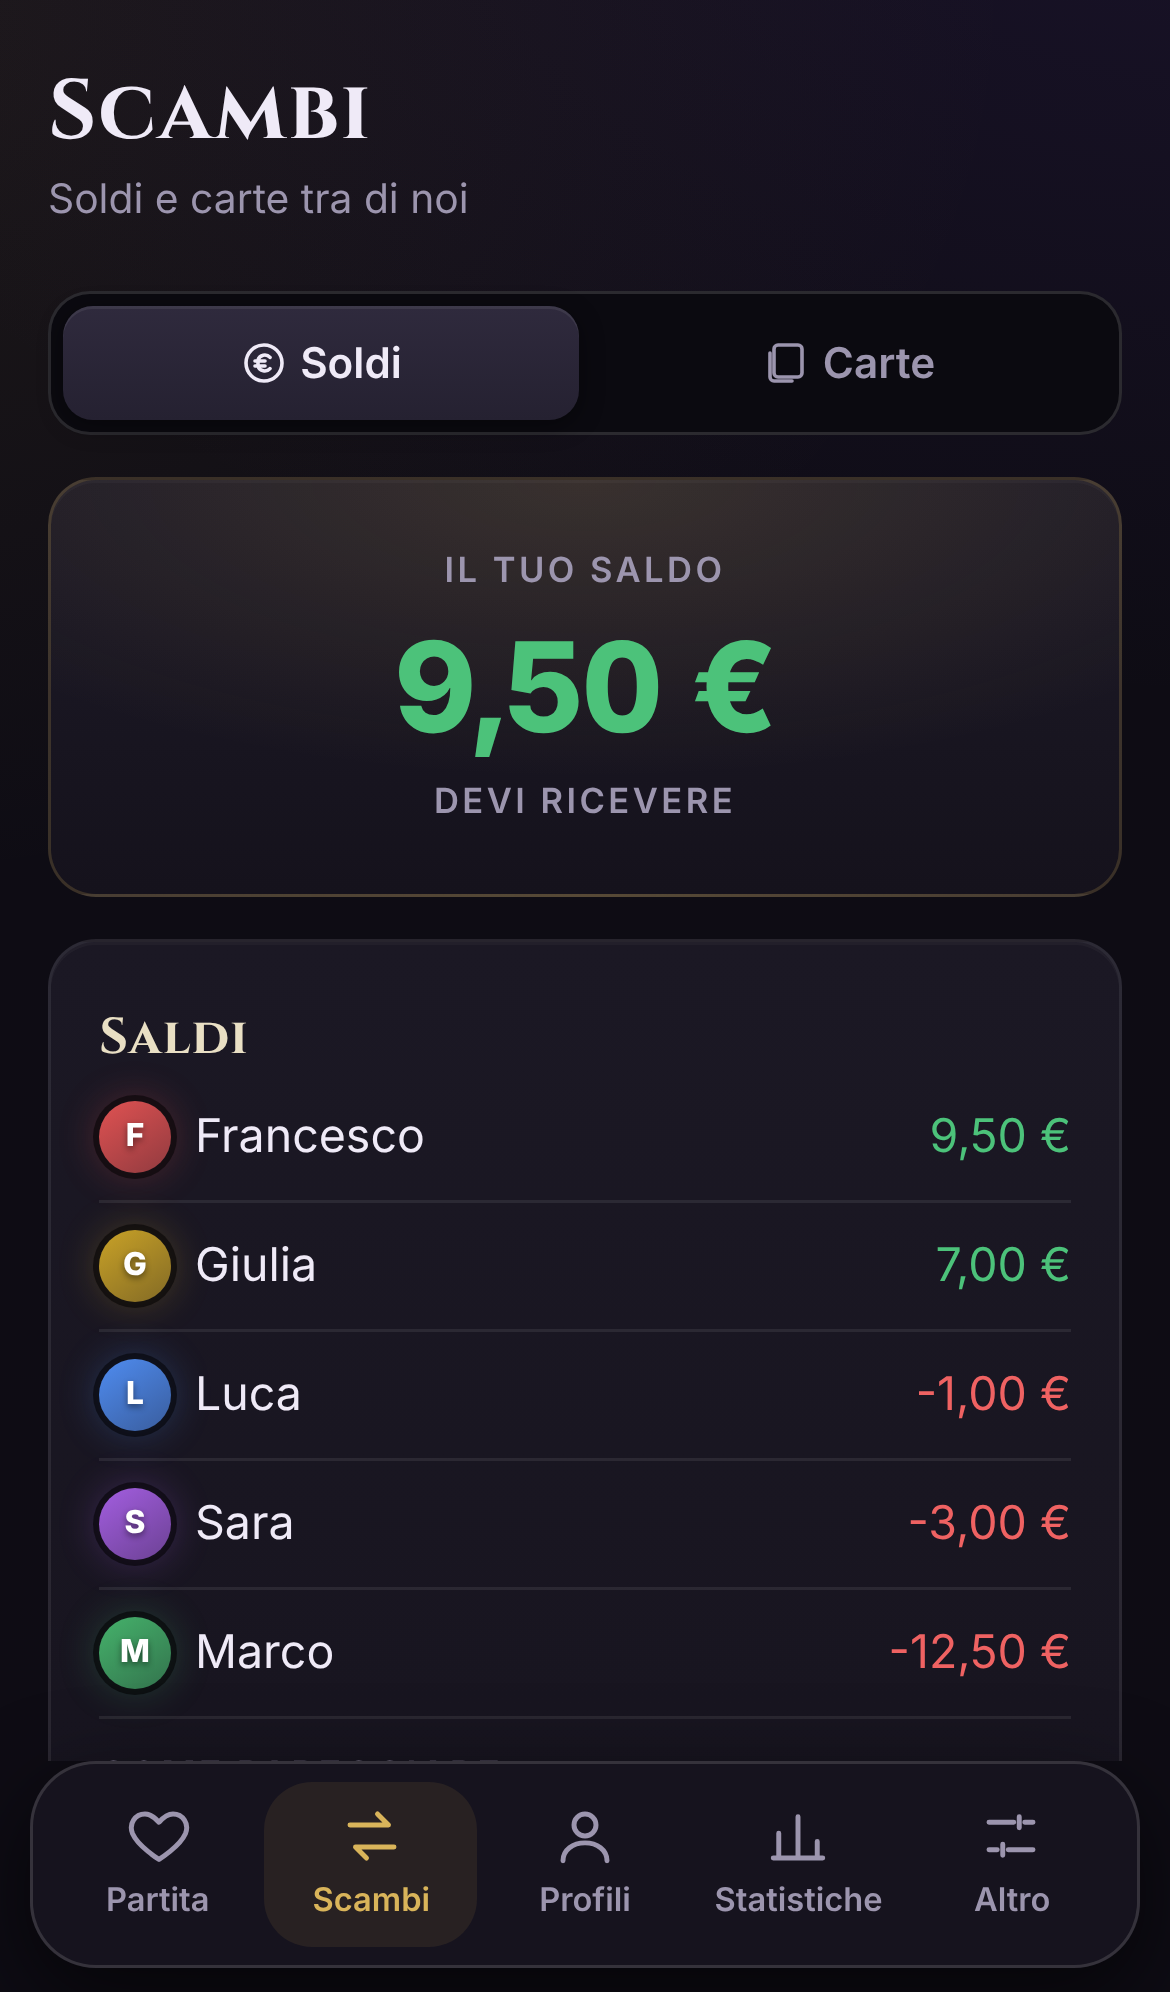 Scambi
Soldi e carte tra di noi
Soldi
Carte
IL TUO SALDO
9,50 €
DEVI RICEVERE
Saldi
F Francesco 9,50 €
G Giulia 7,00 €
L Luca -1,00 €
S Sara -3,00 €
M Marco -12,50 €
Partita
Scambi
Profili
Statistiche
Altro